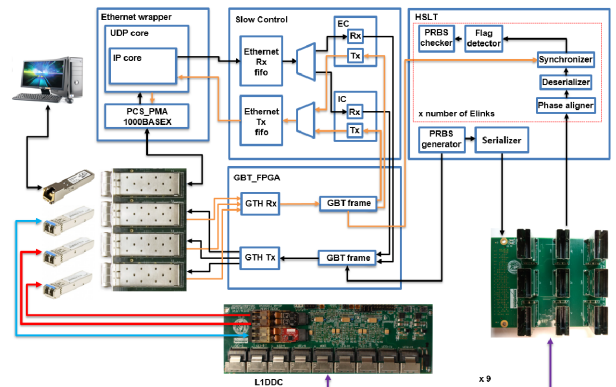 Ethernet wrapper
UDP core
IP core
PCS_PMA
1000BASEX
Slow Control
Ethernet
Rx
fifo
Ethernet
Tx
fifo
EC
Rx
Tx
IC
Rx
Tx
HSLT
PRBS
checker
Flag
detector
Synchronizer
Deserializer
Phase aligner
x number of Elinks
PRBS
generator
Serializer
GBT_FPGA
GTH Rx
GBT frame
GTH Tx
GBT frame
L1DDC
x 9